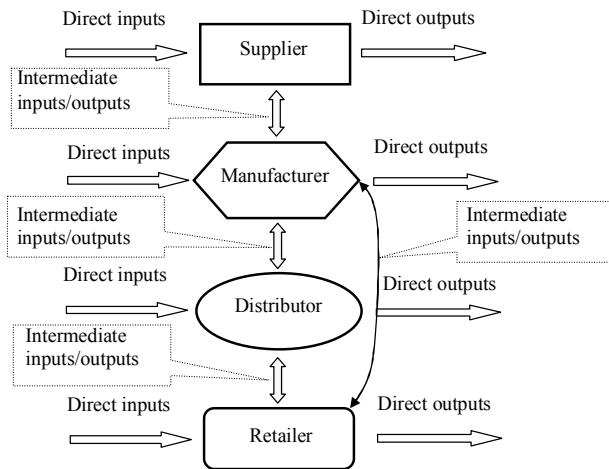 Direct inputs
Supplier
Direct outputs
Intermediate
inputs/outputs
Direct inputs
Manufacturer
Direct outputs
Intermediate
inputs/outputs
Intermediate
inputs/outputs
Direct inputs
Distributor
Direct outputs
Intermediate
inputs/outputs
Direct inputs
Retailer
Direct outputs